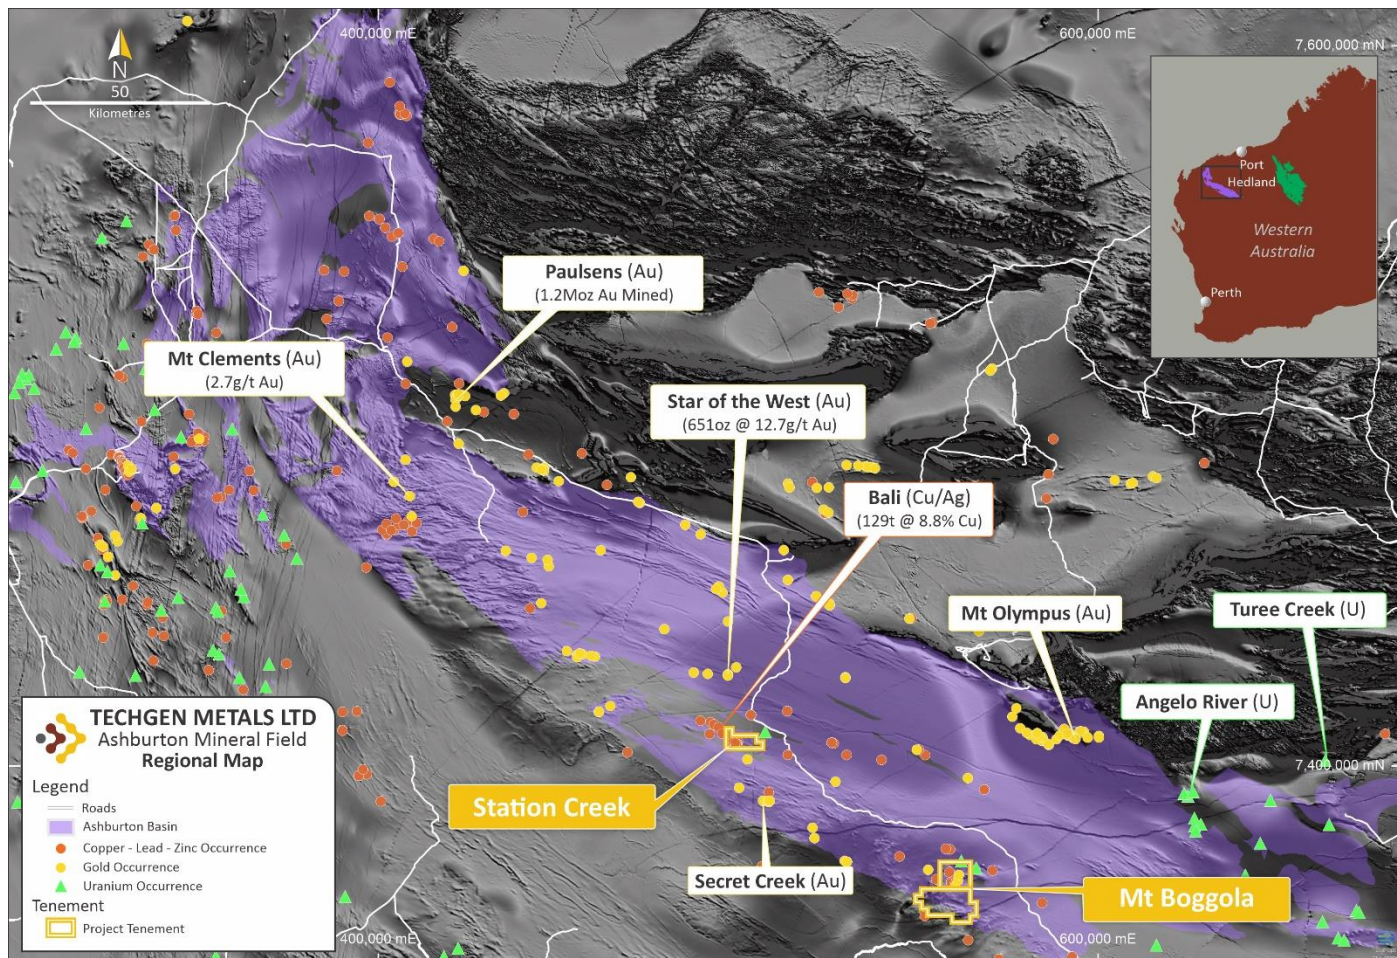 400,000 mE
600,000 mE
7,600,000 mN
N
50
Kilometres
Port
Hedland
Western
Australia
Perth
Paulsens (Au)
(1.2Moz Au Mined)
Mt Clements (Au)
(2.7g/t Au)
Star of the West (Au)
(651oz @ 12.7g/t Au)
Bali (Cu/Ag)
(129t @ 8.8% Cu)
Mt Olympus (Au)
Turee Creek (U)
Angelo River (U)
7,400,000 mN
Station Creek
Secret Creek (Au)
Mt Boggola
TECHGEN METALS LTD
Ashburton Mineral Field
Regional Map
Legend
Roads
Ashburton Basin
Copper - Lead - Zinc Occurrence
Gold Occurrence
Uranium Occurrence
Tenement
Project Tenement
400,000 mE
600,000 mE